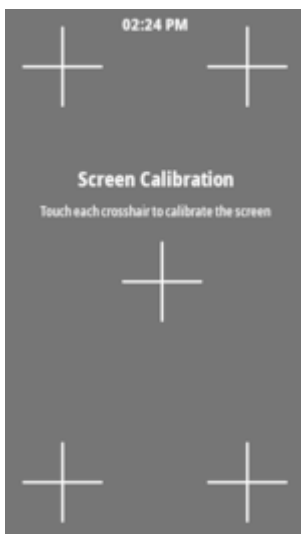 02:24 PM
Screen Calibration
Touch each crosshair to calibrate the screen